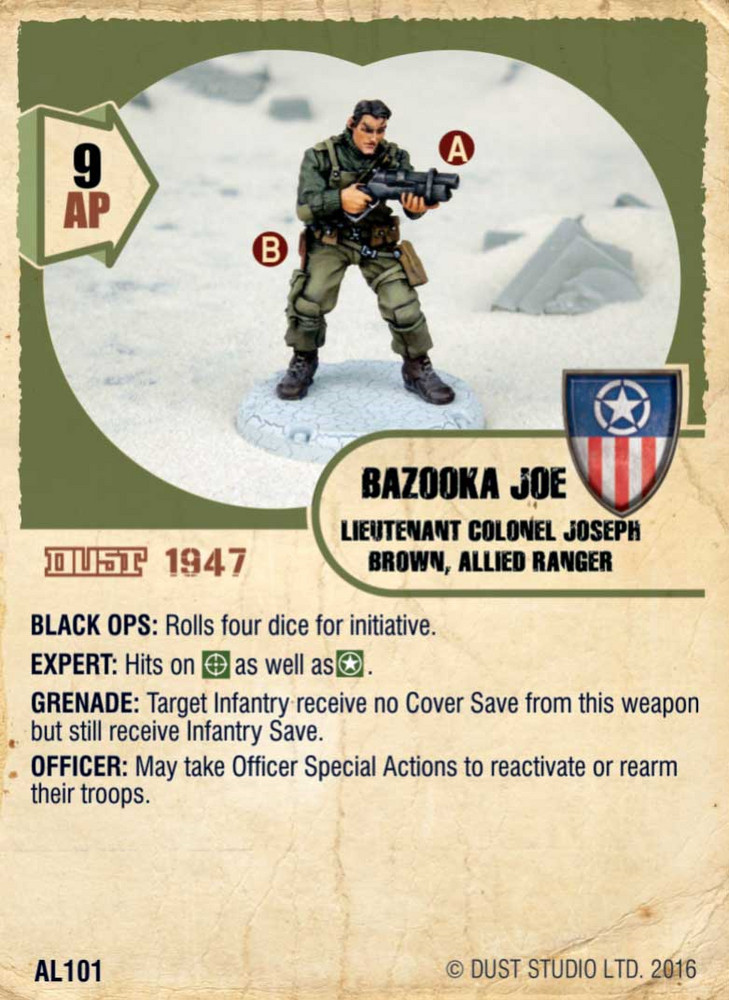 9
AP
A
B
BAZOOKA JOE
LIEUTENANT COLONEL JOSEPH
BROWN, ALLIED RANGER
DUST 1947
BLACK OPS: Rolls four dice for initiative.
EXPERT: Hits on as well as .
GRENADE: Target Infantry receive no Cover Save from this weapon
but still receive Infantry Save.
OFFICER: May take Officer Special Actions to reactivate or rearm
their troops.
AL101
© DUST STUDIO LTD. 2016